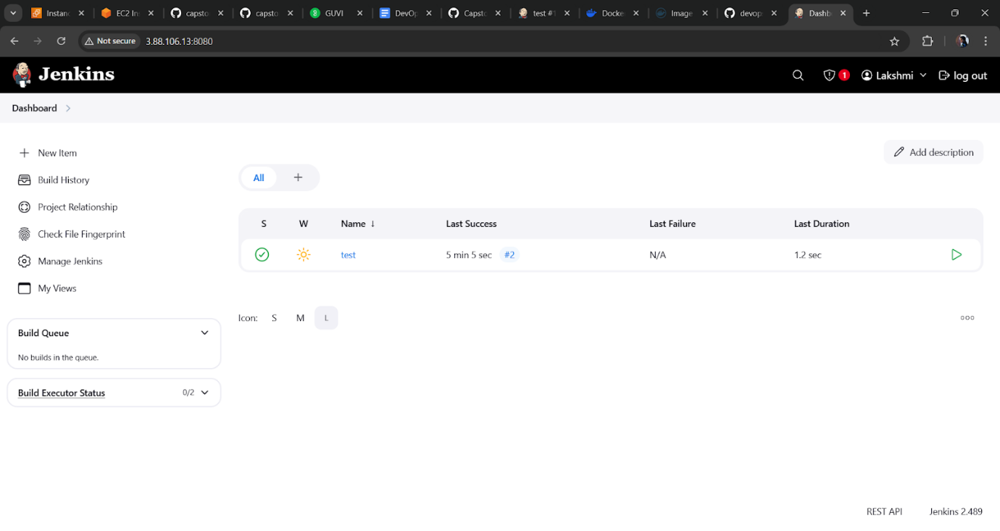 Instanc
EC2 In
capsto
capsto
GUVI
DevOp
Capsto
test #1
Docke
Image
devop
Dashb
Not secure
3.88.106.13:8080
Jenkins
1
Lakshmi
log out
Dashboard
New Item
Build History
Project Relationship
Check File Fingerprint
Manage Jenkins
My Views
Build Queue
No builds in the queue.
Build Executor Status 0/2
Add description
All +
S W Name ↓ Last Success Last Failure Last Duration
test 5 min 5 sec #2 N/A 1.2 sec
Icon: S M L
REST API Jenkins 2.489